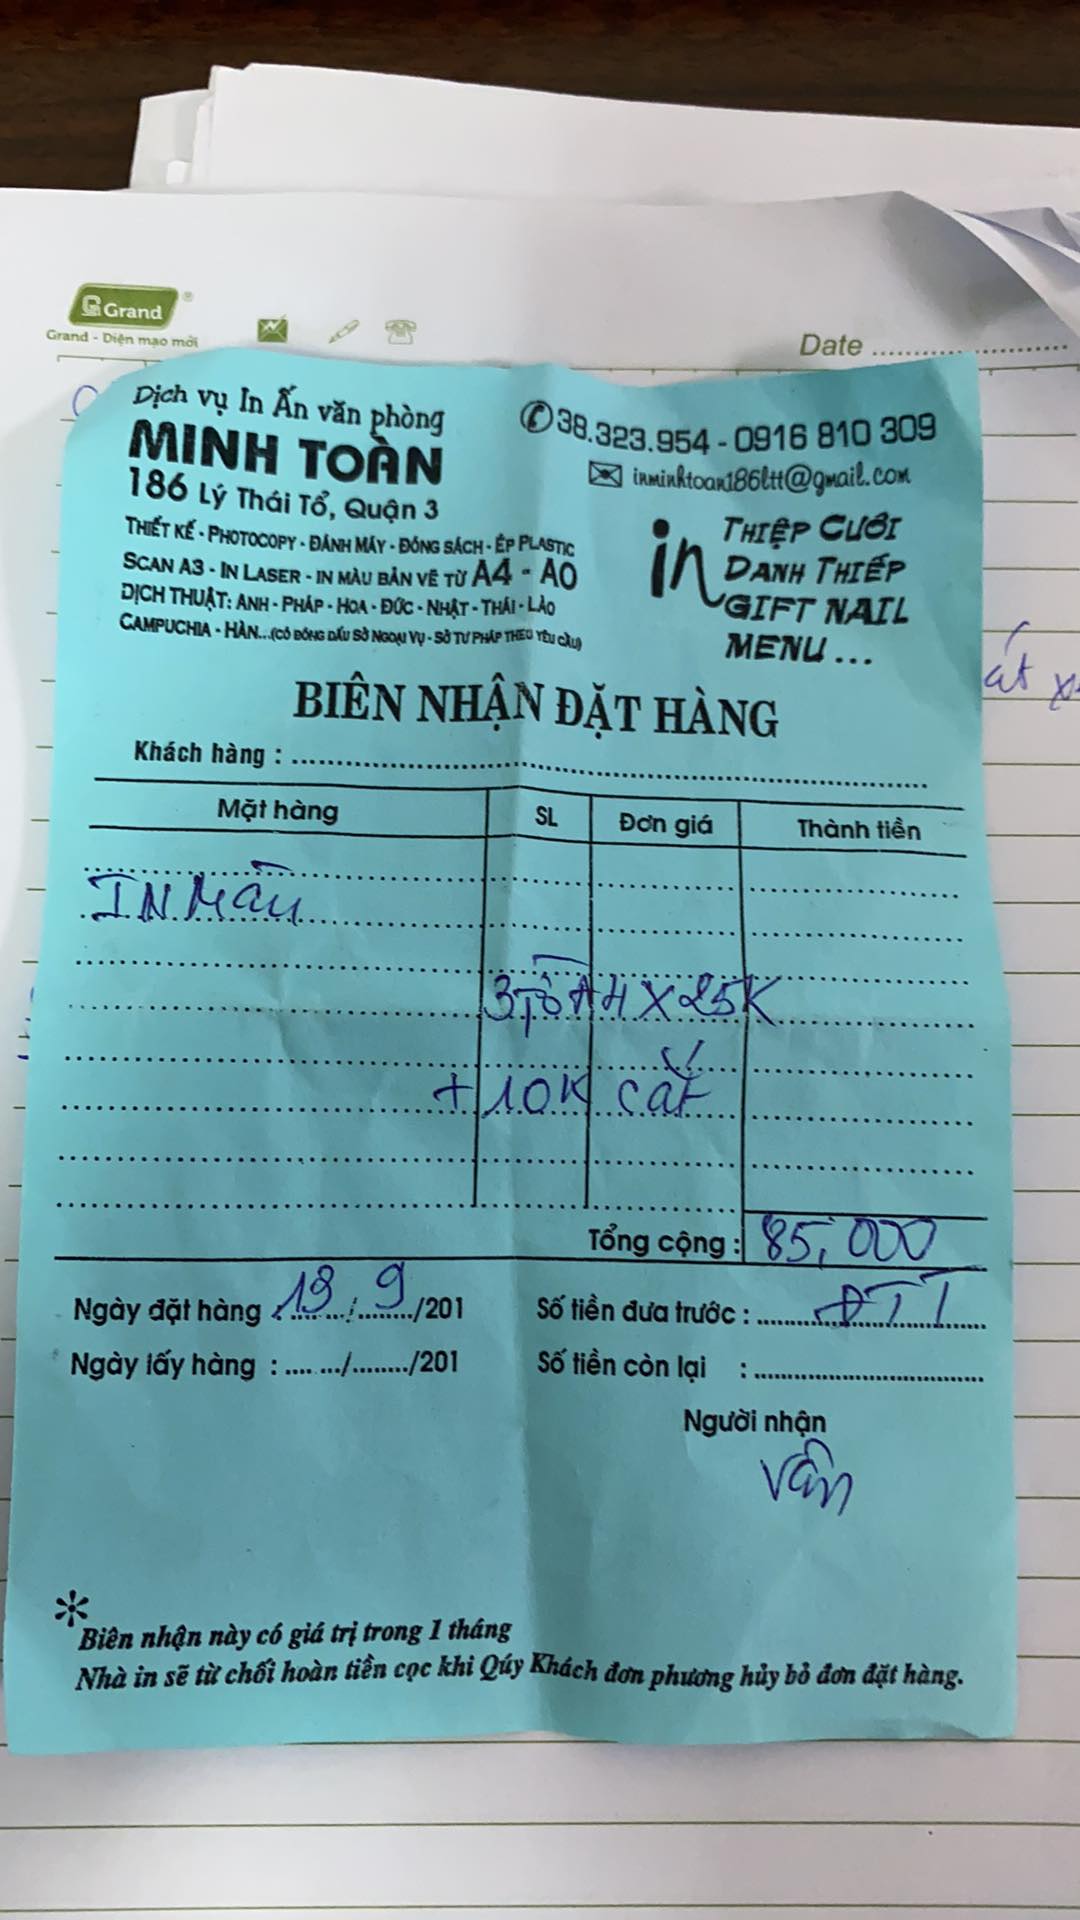 Grand ®
Grand - Diện mạo mới
Date
Dịch vụ In Ấn văn phòng
MINH TOÀN
186 Lý Thái Tổ, Quận 3
✆38.323.954 - 0916 810 309
inminhtoan186ltt@gmail.com
THIẾT KẾ - PHOTOCOPY - ĐÁNH MÁY - ĐÓNG SÁCH - ÉP PLASTIC
SCAN A3 - IN LASER - IN MÀU BẢN VẼ TỪ A4 - A0
DỊCH THUẬT: ANH - PHÁP - HOA - ĐỨC - NHẬT - THÁI - LÀO
CAMPUCHIA - HÀN...(CÓ ĐÓNG DẤU SỞ NGOẠI VỤ - SỞ TƯ PHÁP THEO YÊU CẦU)
in THIỆP CƯỚI
DANH THIẾP
GIFT NAIL
MENU...
BIÊN NHẬN ĐẶT HÀNG
Khách hàng :
Mặt hàng SL Đơn giá Thành tiền
IN Màu
3 Tờ A4 X 25K
+ 10K cắt
Tổng cộng : 85,000
Ngày đặt hàng : 13 / 9 /201 Số tiền đưa trước : ĐTT
Ngày lấy hàng : ....../......../201 Số tiền còn lại :
Người nhận
Vân
* Biên nhận này có giá trị trong 1 tháng
Nhà in sẽ từ chối hoàn tiền cọc khi Qúy Khách đơn phương hủy bỏ đơn đặt hàng.